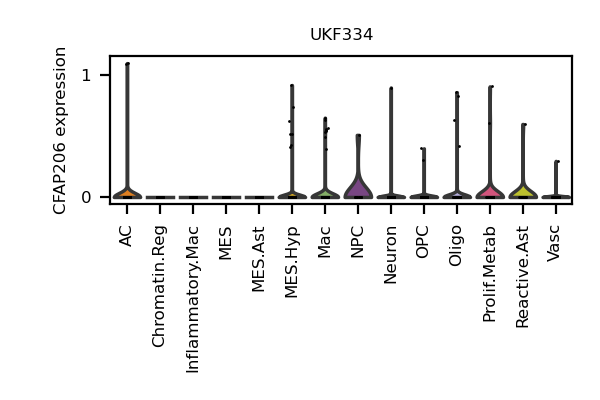 UKF334
CFAP206 expression
1
0
AC
Chromatin.Reg
Inflammatory.Mac
MES
MES.Ast
MES.Hyp
Mac
NPC
Neuron
OPC
Oligo
Prolif.Metab
Reactive.Ast
Vasc